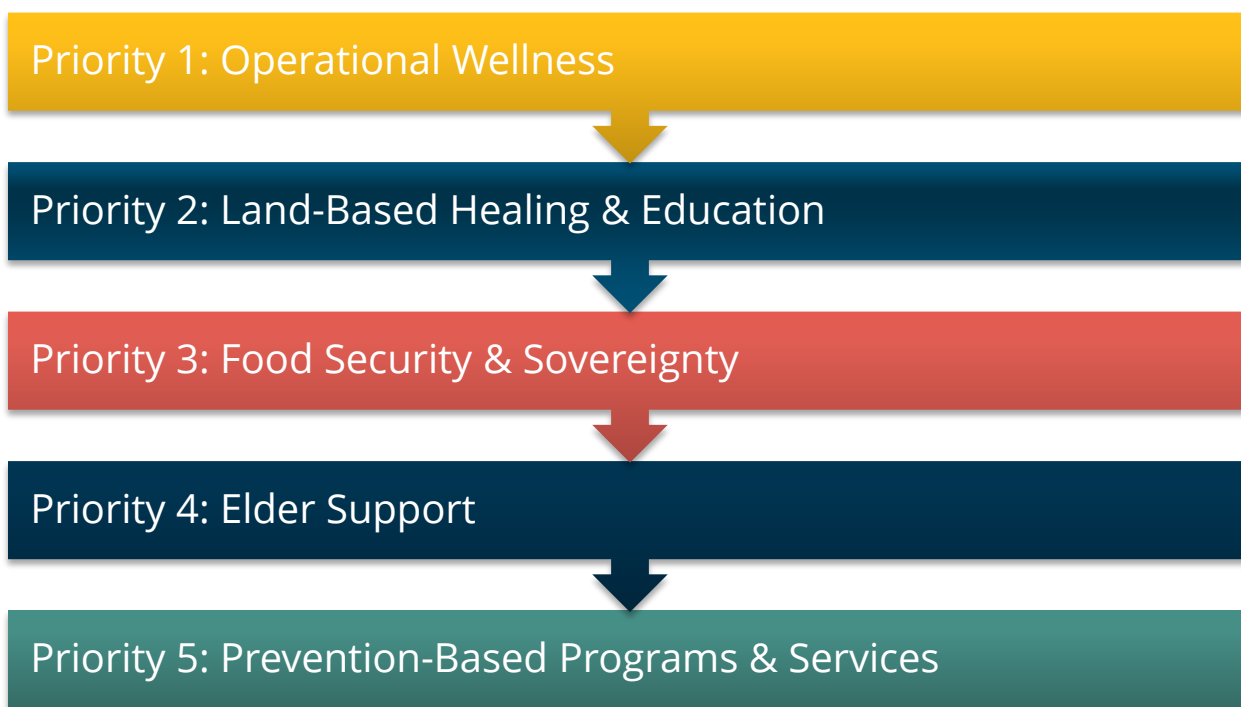 Priority 1: Operational Wellness
Priority 2: Land-Based Healing & Education
Priority 3: Food Security & Sovereignty
Priority 4: Elder Support
Priority 5: Prevention-Based Programs & Services